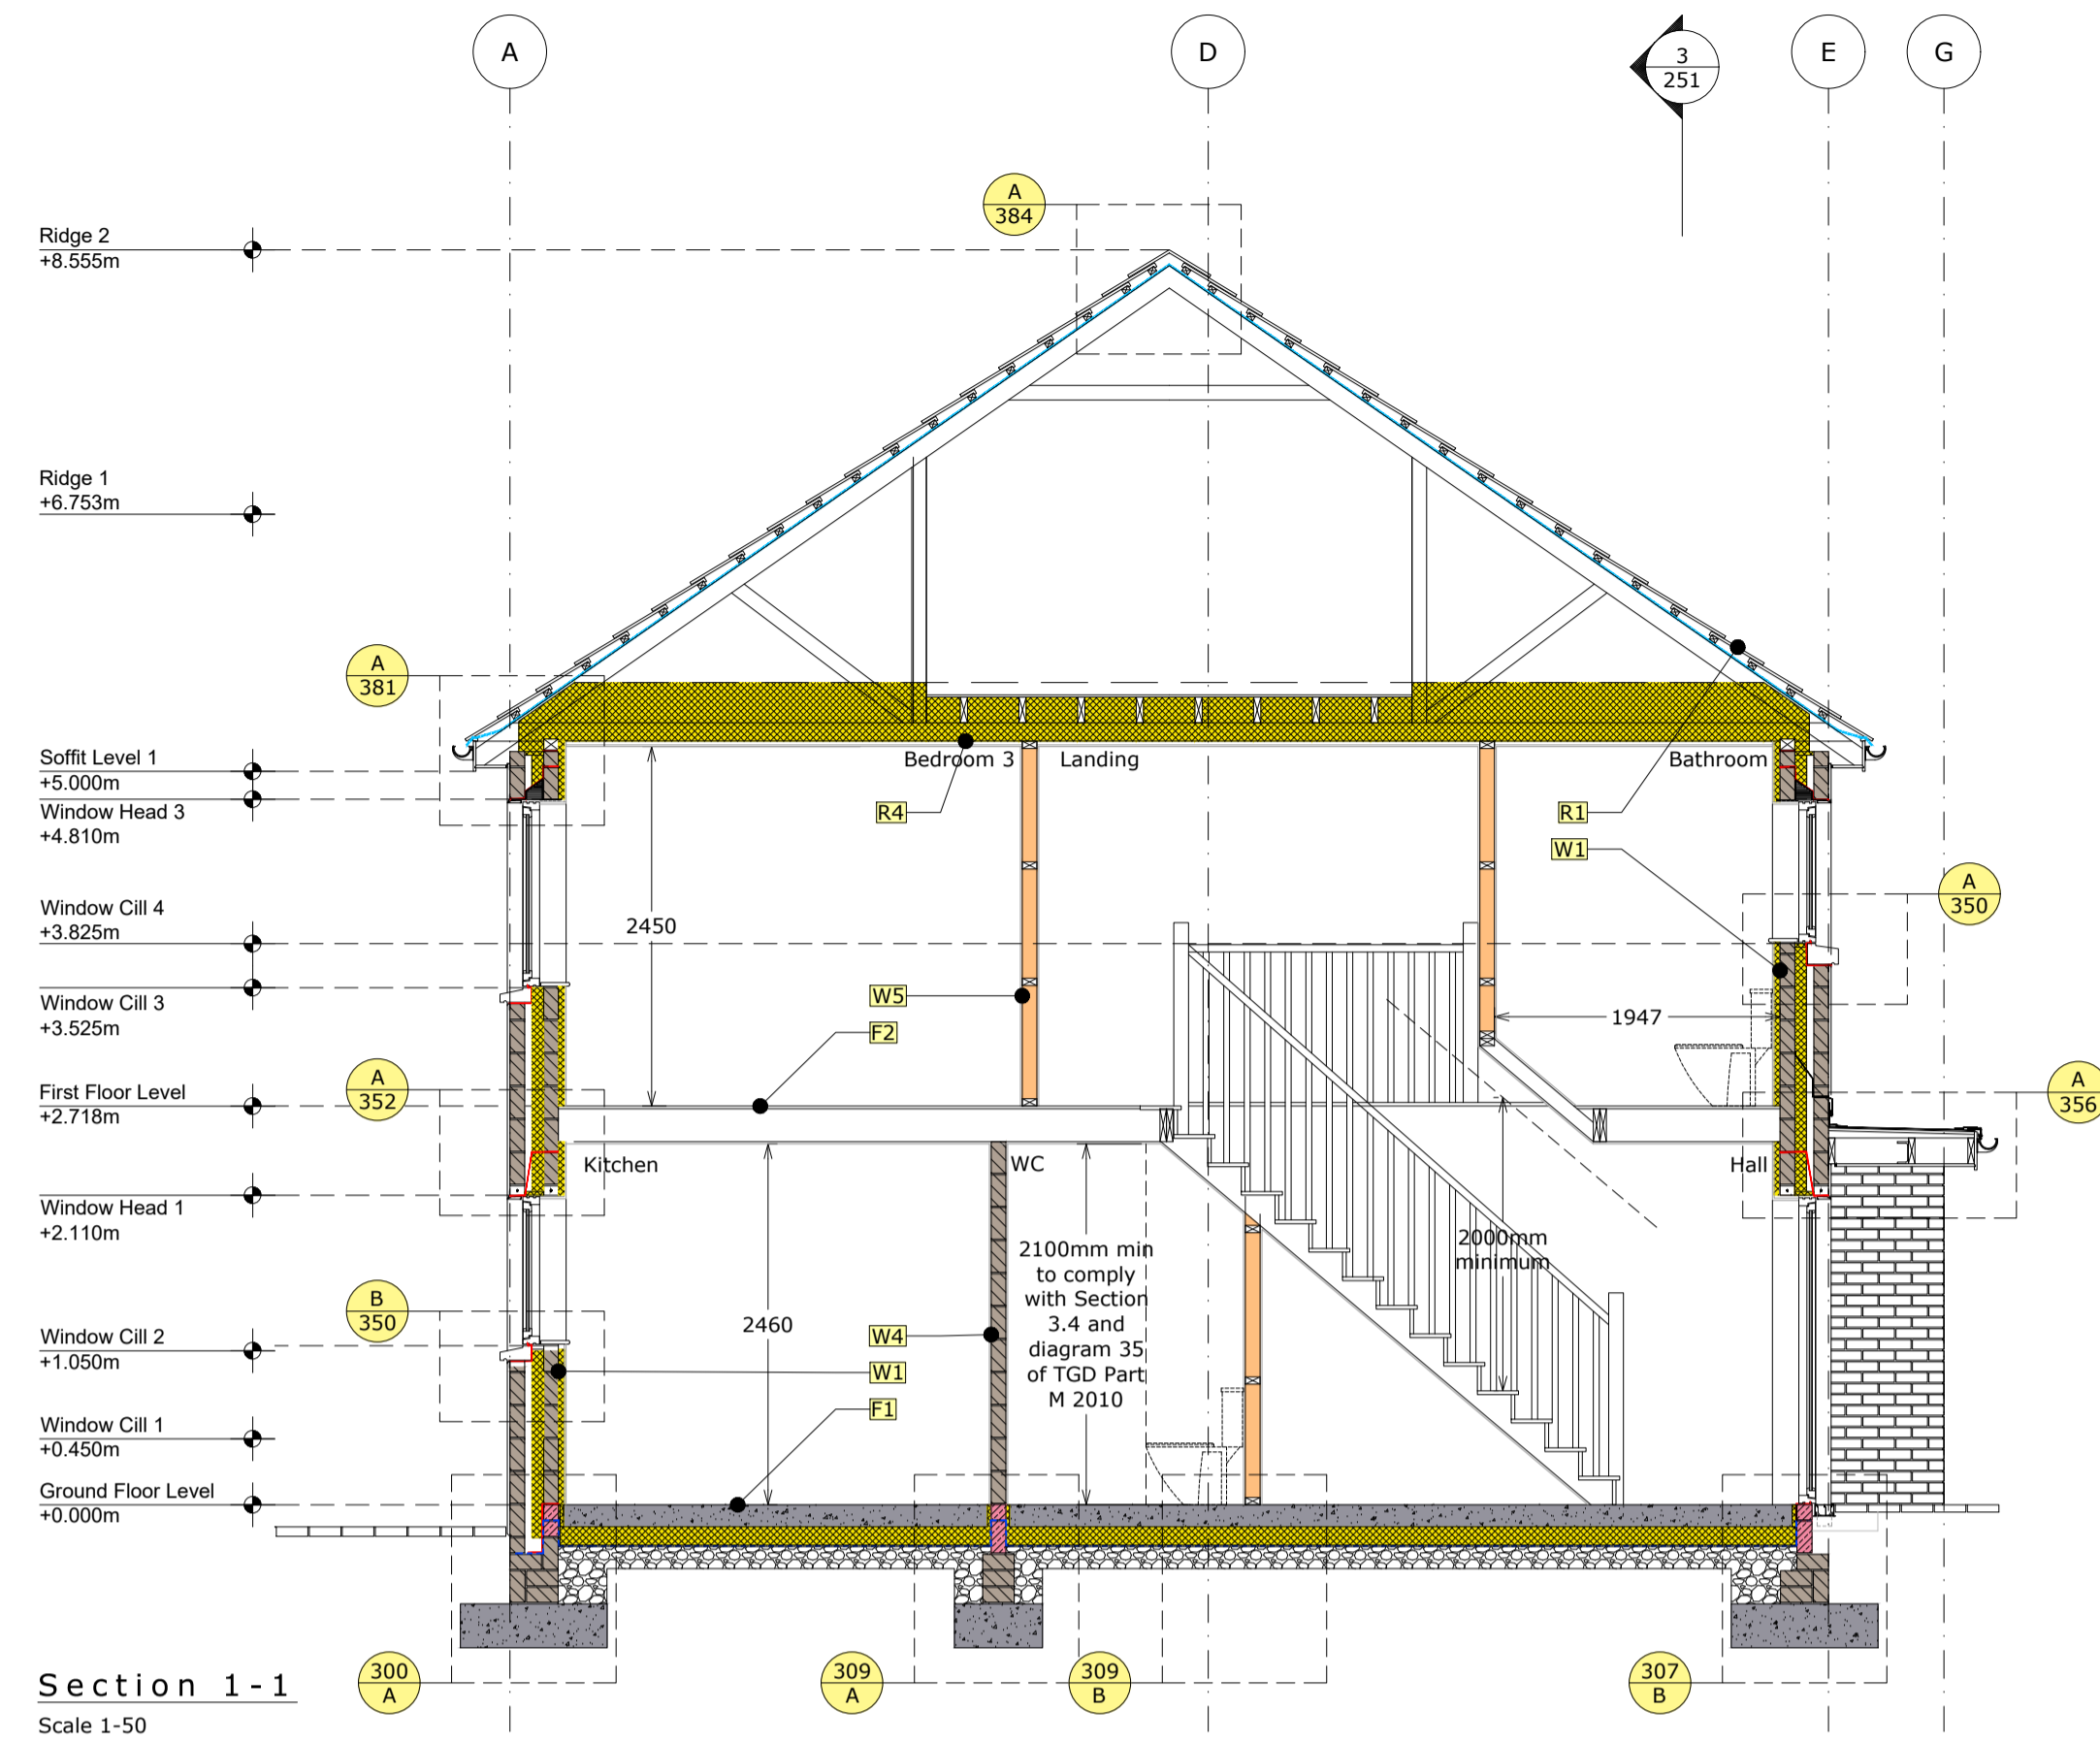 A
D
3
251
E
G
A
384
Ridge 2
+8.555m
Ridge 1
+6.753m
A
381
Soffit Level 1
+5.000m
Window Head 3
+4.810m
Bedroom 3
Landing
Bathroom
R4
R1
W1
Window Cill 4
+3.825m
A
350
2450
W5
1947
Window Cill 3
+3.525m
F2
First Floor Level
+2.718m
A
352
A
356
Kitchen
WC
Hall
Window Head 1
+2.110m
2100mm min
to comply
with Section
3.4 and
diagram 35
of TGD Part
M 2010
2000mm
minimum
B
350
2460
W4
Window Cill 2
+1.050m
W1
F1
Window Cill 1
+0.450m
Ground Floor Level
+0.000m
300
A
309
A
309
B
307
B
Section 1-1
Scale 1-50